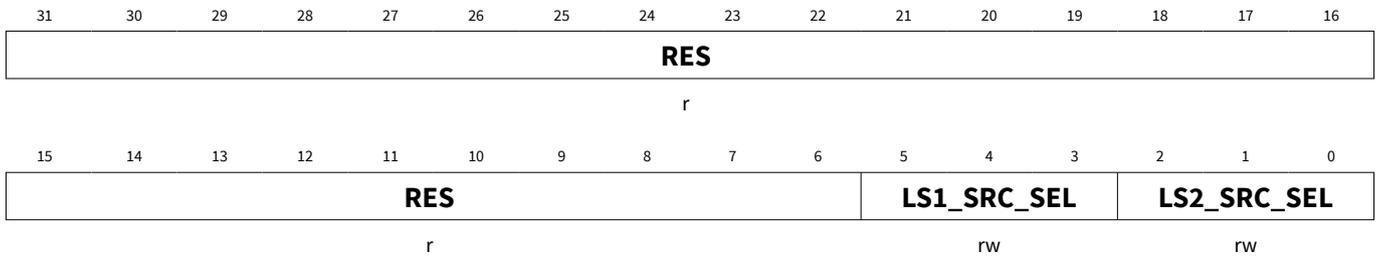 31 30 29 28 27 26 25 24 23 22 21 20 19 18 17 16
RES
r
15 14 13 12 11 10 9 8 7 6 5 4 3 2 1 0
RES LS1_SRC_SEL LS2_SRC_SEL
r rw rw